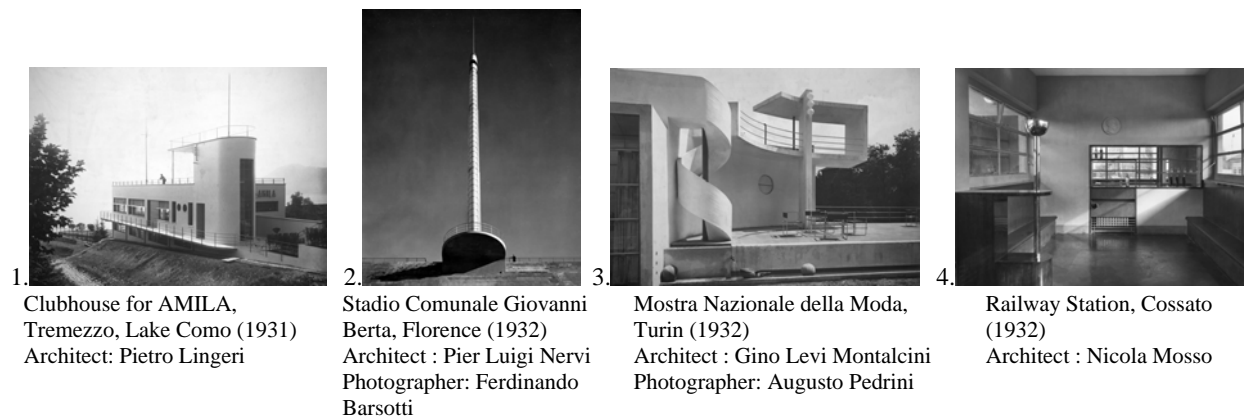 1.
Clubhouse for AMILA,
Tremezzo, Lake Como (1931)
Architect: Pietro Lingeri
2.
Stadio Comunale Giovanni
Berta, Florence (1932)
Architect : Pier Luigi Nervi
Photographer: Ferdinando
Barsotti
3.
Mostra Nazionale della Moda,
Turin (1932)
Architect : Gino Levi Montalcini
Photographer: Augusto Pedrini
4.
Railway Station, Cossato
(1932)
Architect : Nicola Mosso